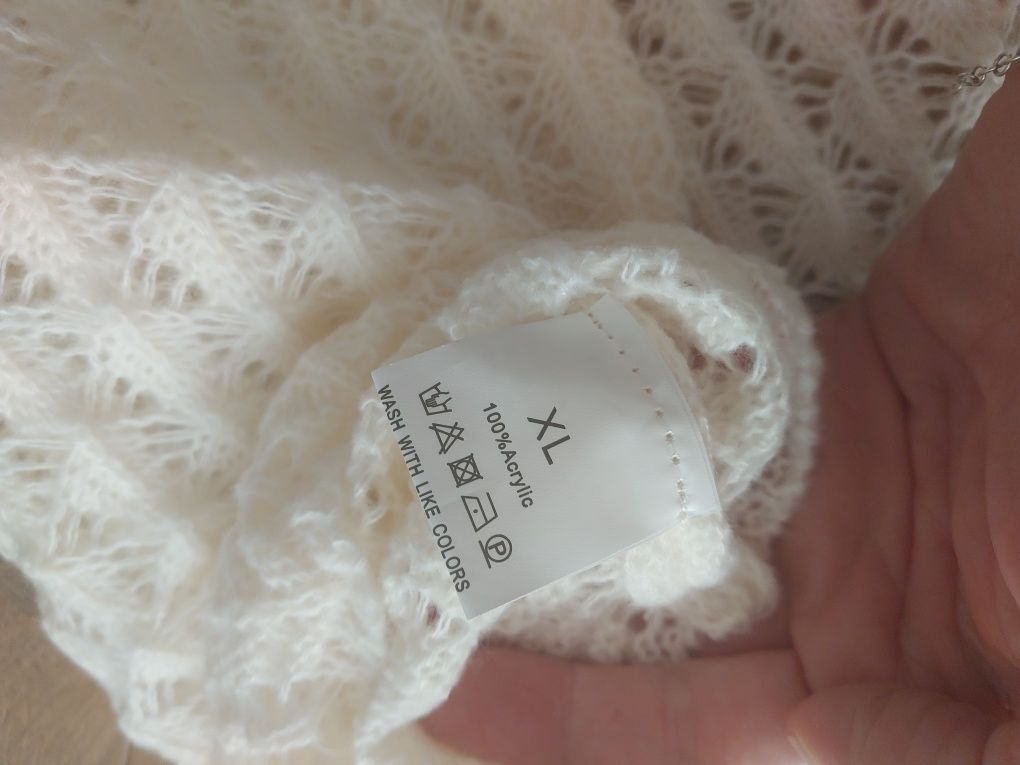 XL
100%Acrylic
P
WASH WITH LIKE COLORS